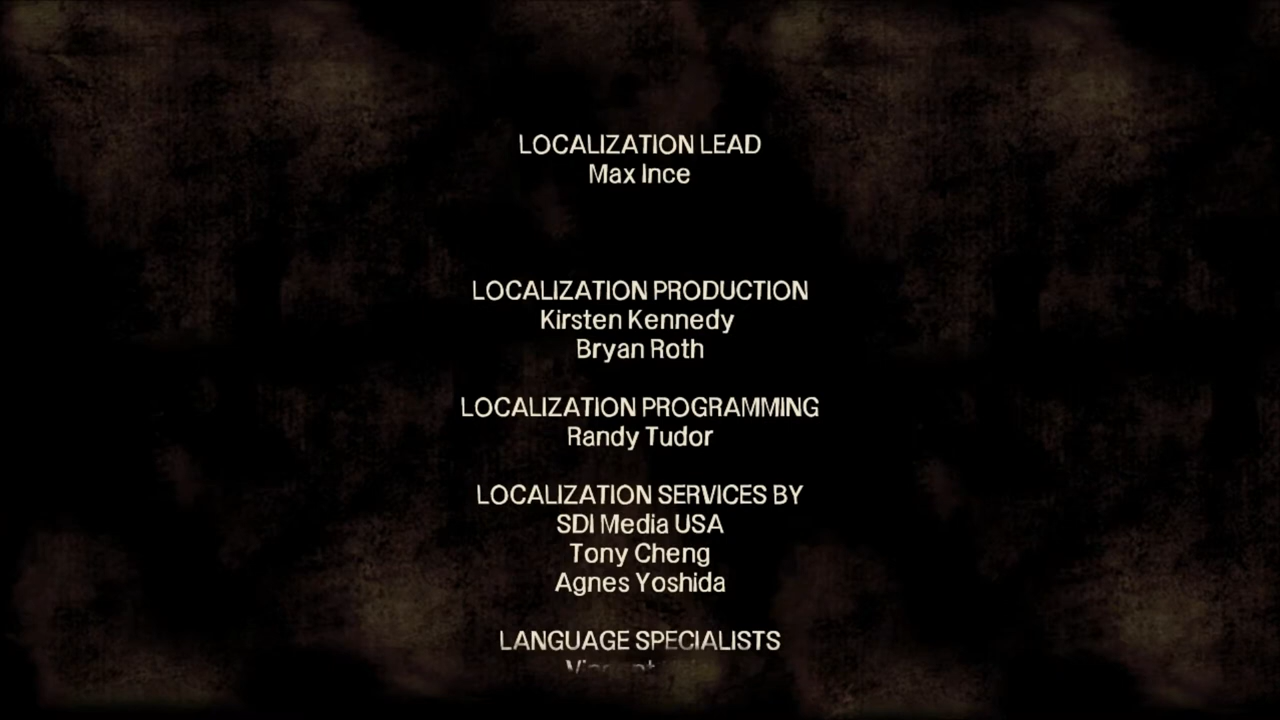 LOCALIZATION LEAD
Max Ince
LOCALIZATION PRODUCTION
Kirsten Kennedy
Bryan Roth
LOCALIZATION PROGRAMMING
Randy Tudor
LOCALIZATION SERVICES BY
SDI Media USA
Tony Cheng
Agnes Yoshida
LANGUAGE SPECIALISTS